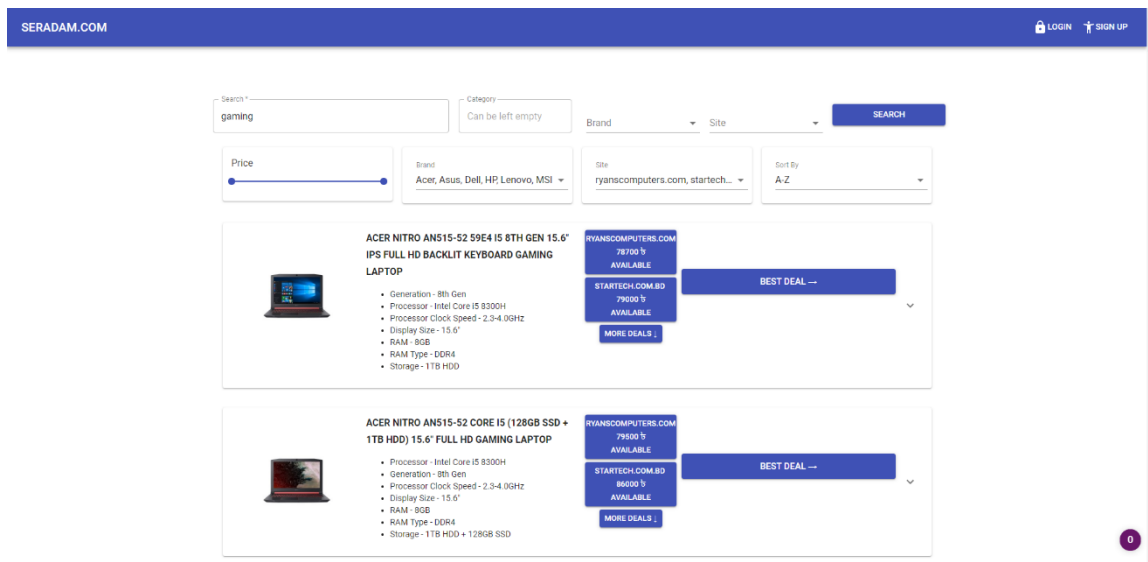 SERADAM.COM
LOGIN
SIGN UP
Search *
gaming
Category
Can be left empty
Brand
Site
SEARCH
Price
Brand
Acer, Asus, Dell, HP, Lenovo, MSI
Site
ryanscomputers.com, startech...
Sort By
A-Z
ACER NITRO AN515-52 59E4 I5 8TH GEN 15.6"
IPS FULL HD BACKLIT KEYBOARD GAMING
LAPTOP
• Generation - 8th Gen
• Processor - Intel Core i5 8300H
• Processor Clock Speed - 2.3-4.0GHz
• Display Size - 15.6"
• RAM - 8GB
• RAM Type - DDR4
• Storage - 1TB HDD
RYANSCOMPUTERS.COM
78700 ৳
AVAILABLE
STARTECH.COM.BD
79000 ৳
AVAILABLE
MORE DEALS ↓
BEST DEAL →
ACER NITRO AN515-52 CORE I5 (128GB SSD +
1TB HDD) 15.6" FULL HD GAMING LAPTOP
• Processor - Intel Core i5 8300H
• Generation - 8th Gen
• Processor Clock Speed - 2.3-4.0GHz
• Display Size - 15.6"
• RAM - 8GB
• RAM Type - DDR4
• Storage - 1TB HDD + 128GB SSD
RYANSCOMPUTERS.COM
79500 ৳
AVAILABLE
STARTECH.COM.BD
86000 ৳
AVAILABLE
MORE DEALS ↓
BEST DEAL →
0